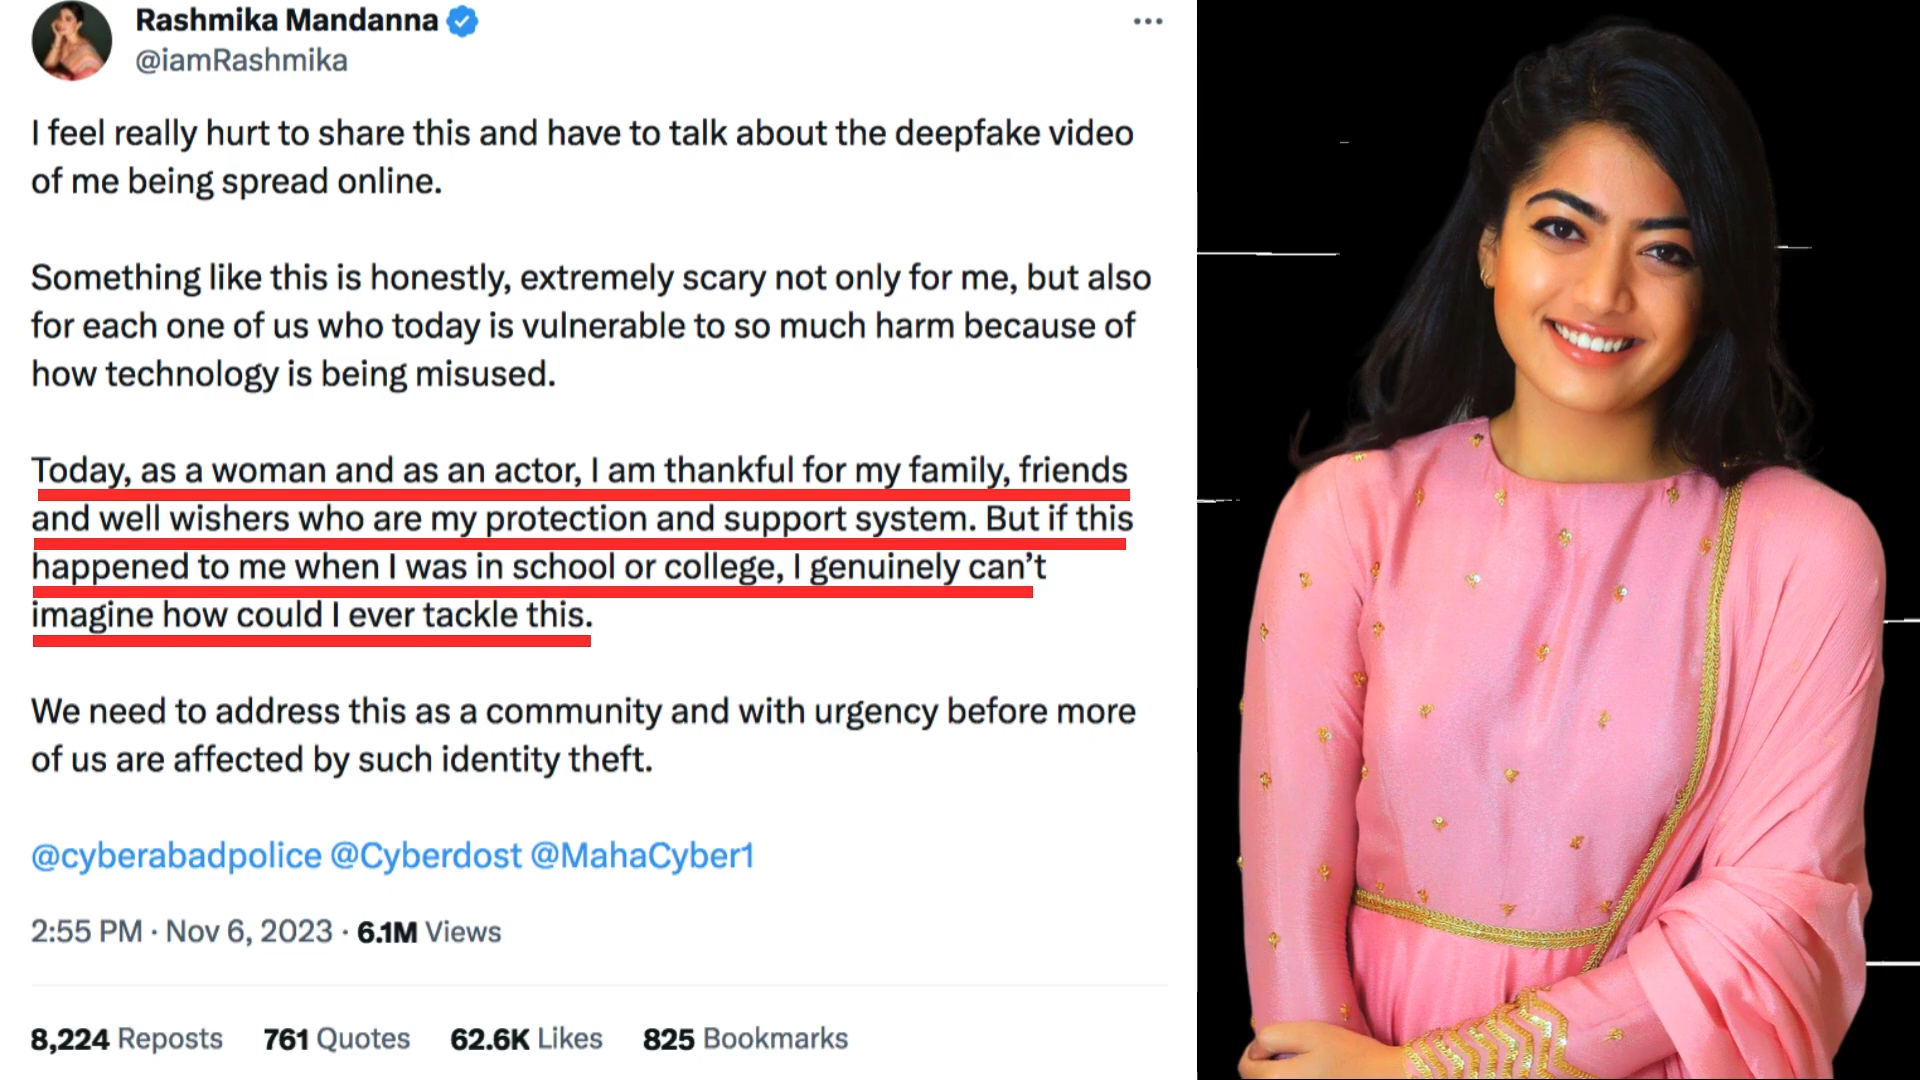 Rashmika Mandanna
@iamRashmika
I feel really hurt to share this and have to talk about the deepfake video
of me being spread online.
Something like this is honestly, extremely scary not only for me, but also
for each one of us who today is vulnerable to so much harm because of
how technology is being misused.
Today, as a woman and as an actor, I am thankful for my family, friends
and well wishers who are my protection and support system. But if this
happened to me when I was in school or college, I genuinely can’t
imagine how could I ever tackle this.
We need to address this as a community and with urgency before more
of us are affected by such identity theft.
@cyberabadpolice @Cyberdost @MahaCyber1
2:55 PM · Nov 6, 2023 · 6.1M Views
8,224 Reposts 761 Quotes 62.6K Likes 825 Bookmarks